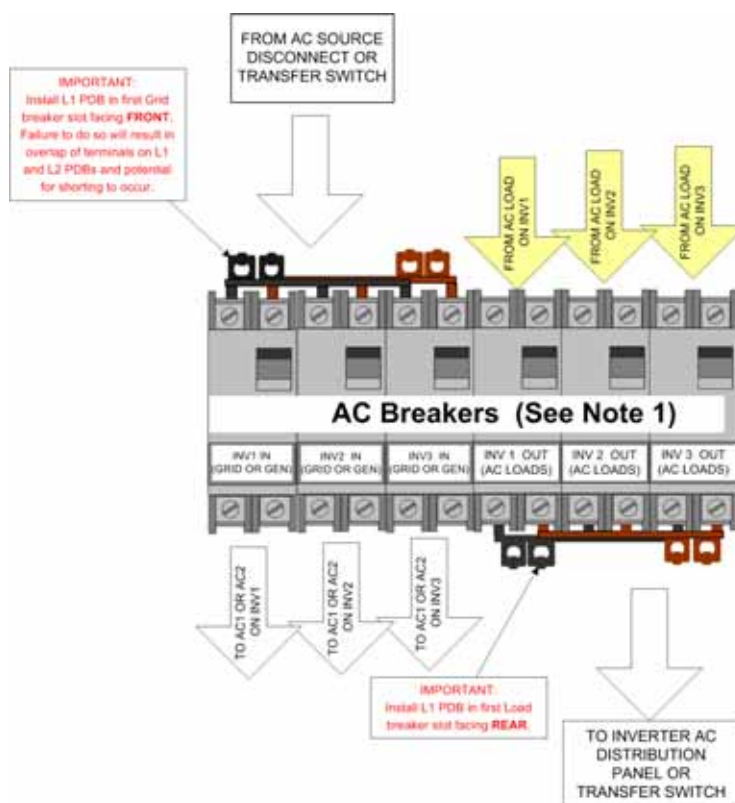 FROM AC SOURCE
DISCONNECT OR
TRANSFER SWITCH
IMPORTANT:
Install L1 PDB in first Grid
breaker slot facing FRONT.
Failure to do so will result in
overlap of terminals on L1
and L2 PDBs and potential
for shorting to occur.
FROM AC LOAD
ON INV1
FROM AC LOAD
ON INV2
FROM AC LOAD
ON INV3
AC Breakers (See Note 1)
INV1 IN
(GRID OR GEN)
INV2 IN
(GRID OR GEN)
INV3 IN
(GRID OR GEN)
INV 1 OUT
(AC LOADS)
INV 2 OUT
(AC LOADS)
INV 3 OUT
(AC LOADS)
TO AC1 OR AC2
ON INV1
TO AC1 OR AC2
ON INV2
TO AC1 OR AC2
ON INV3
IMPORTANT:
Install L1 PDB in first Load
breaker slot facing REAR.
TO INVERTER AC
DISTRIBUTION
PANEL OR
TRANSFER SWITCH